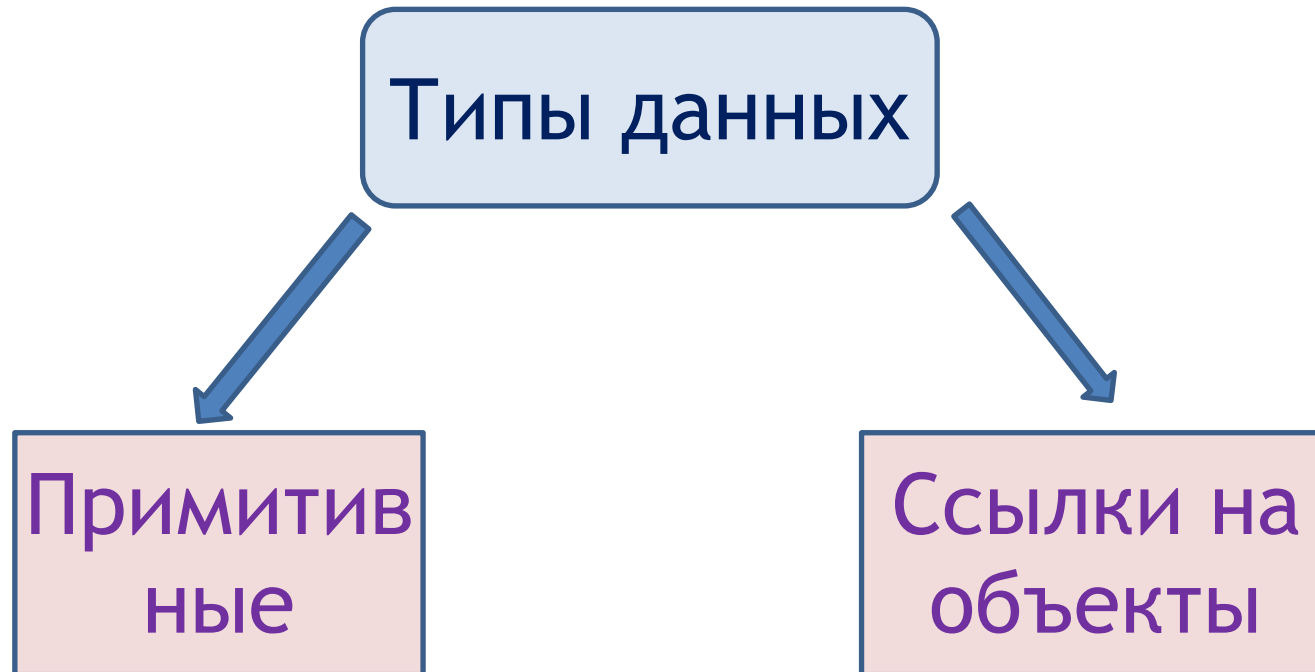 Типы данных
Примитив
ные
Ссылки на
объекты